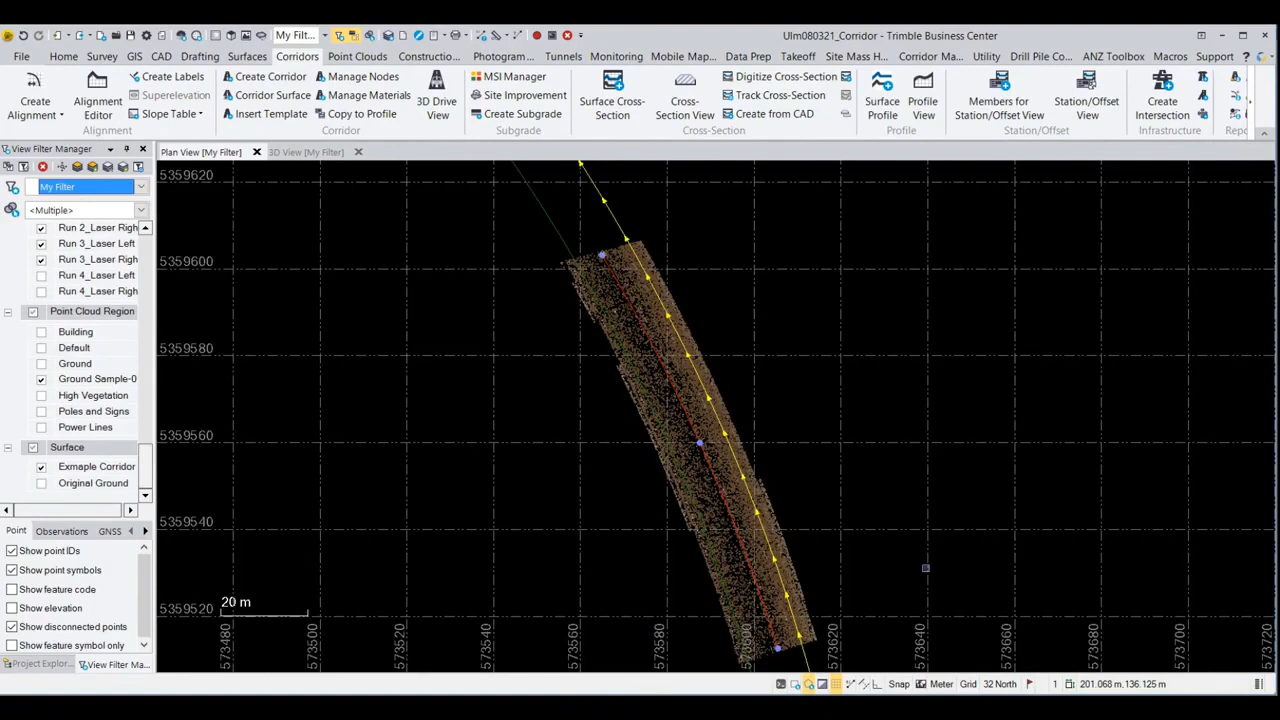 My Filt...
Ulm080321_Corridor - Trimble Business Center
File Home Survey GIS CAD Drafting Surfaces Corridors Point Clouds Constructio... Photogram... Tunnels Monitoring Mobile Map... Data Prep Takeoff Site Mass H... Corridor Ma... Utility Drill Pile Co... ANZ Toolbox Macros Support
Create Alignment
Alignment Editor
Create Labels
Superelevation
Slope Table
Alignment
Create Corridor
Corridor Surface
Insert Template
Manage Nodes
Manage Materials
Copy to Profile
3D Drive View
Corridor
MSI Manager
Site Improvement
Create Subgrade
Subgrade
Surface Cross-Section
Cross-Section View
Digitize Cross-Section
Track Cross-Section
Create from CAD
Cross-Section
Surface Profile
Profile View
Profile
Members for Station/Offset View
Station/Offset View
Station/Offset
Create Intersection
Infrastructure
Repo
View Filter Manager
Plan View [My Filter]
3D View [My Filter]
My Filter
<Multiple>
Run 2_Laser Righ
Run 3_Laser Left
Run 3_Laser Righ
Run 4_Laser Left
Run 4_Laser Righ
Point Cloud Region
Building
Default
Ground
Ground Sample-0
High Vegetation
Poles and Signs
Power Lines
Surface
Exmaple Corridor
Original Ground
Point Observations GNSS
Show point IDs
Show point symbols
Show feature code
Show elevation
Show disconnected points
Show feature symbol only
Project Explor...
View Filter Ma...
5359620
5359600
5359580
5359560
5359540
5359520
20 m
573480
573500
573520
573540
573560
573580
573600
573620
573640
573660
573680
573700
573720
Snap Meter Grid 32 North 1 201.068 m,136.125 m